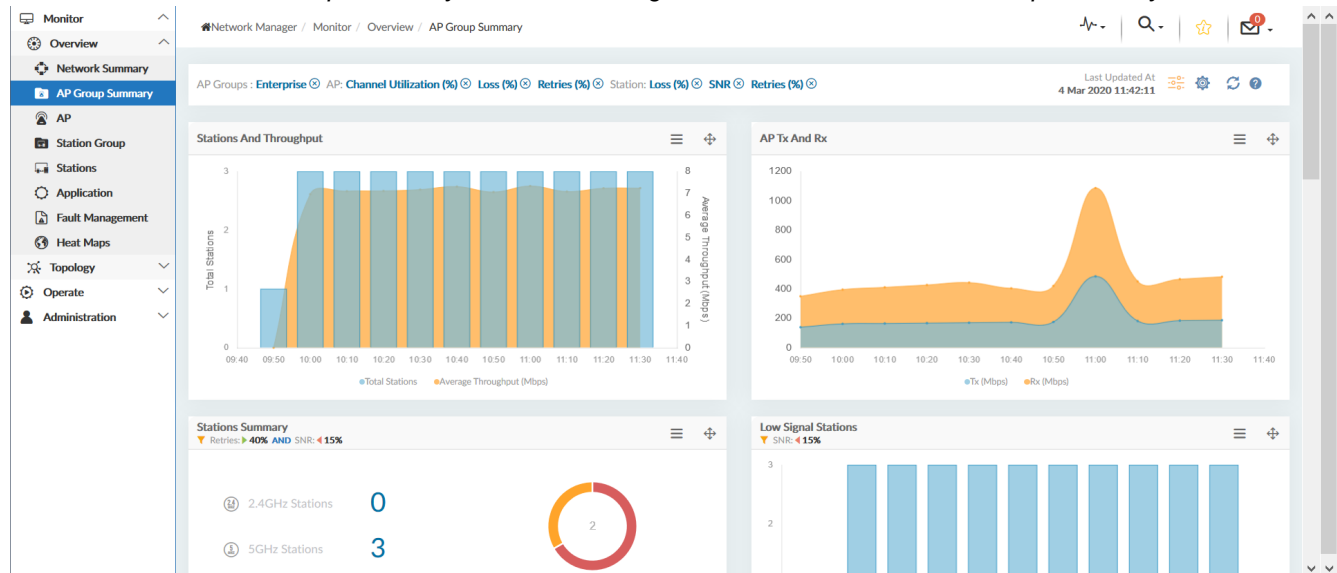 Monitor
Overview
Network Summary
AP Group Summary
AP
Station Group
Stations
Application
Fault Management
Heat Maps
Topology
Operate
Administration
Network Manager / Monitor / Overview / AP Group Summary
0
AP Groups : Enterprise AP: Channel Utilization (%) Loss (%) Retries (%) Station: Loss (%) SNR Retries (%)
Last Updated At
4 Mar 2020 11:42:11
Stations And Throughput
3
2
1
0
Total Stations
8
7
6
5
4
3
2
1
0
Average Throughput (Mbps)
09:40 09:50 10:00 10:10 10:20 10:30 10:40 10:50 11:00 11:10 11:20 11:30 11:40
Total Stations Average Throughput (Mbps)
AP Tx And Rx
1200
1000
800
600
400
200
0
09:50 10:00 10:10 10:20 10:30 10:40 10:50 11:00 11:10 11:20 11:30 11:40
Tx (Mbps) Rx (Mbps)
Stations Summary
Retries: 40% AND SNR: 15%
2.4GHz Stations 0
5GHz Stations 3
2
Low Signal Stations
SNR: 15%
3
2